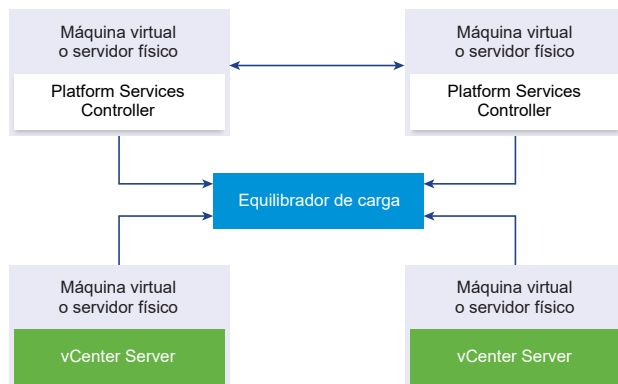 Máquina virtual
o servidor físico
Platform Services
Controller
Máquina virtual
o servidor físico
Platform Services
Controller
Equilibrador de carga
Máquina virtual
o servidor físico
vCenter Server
Máquina virtual
o servidor físico
vCenter Server